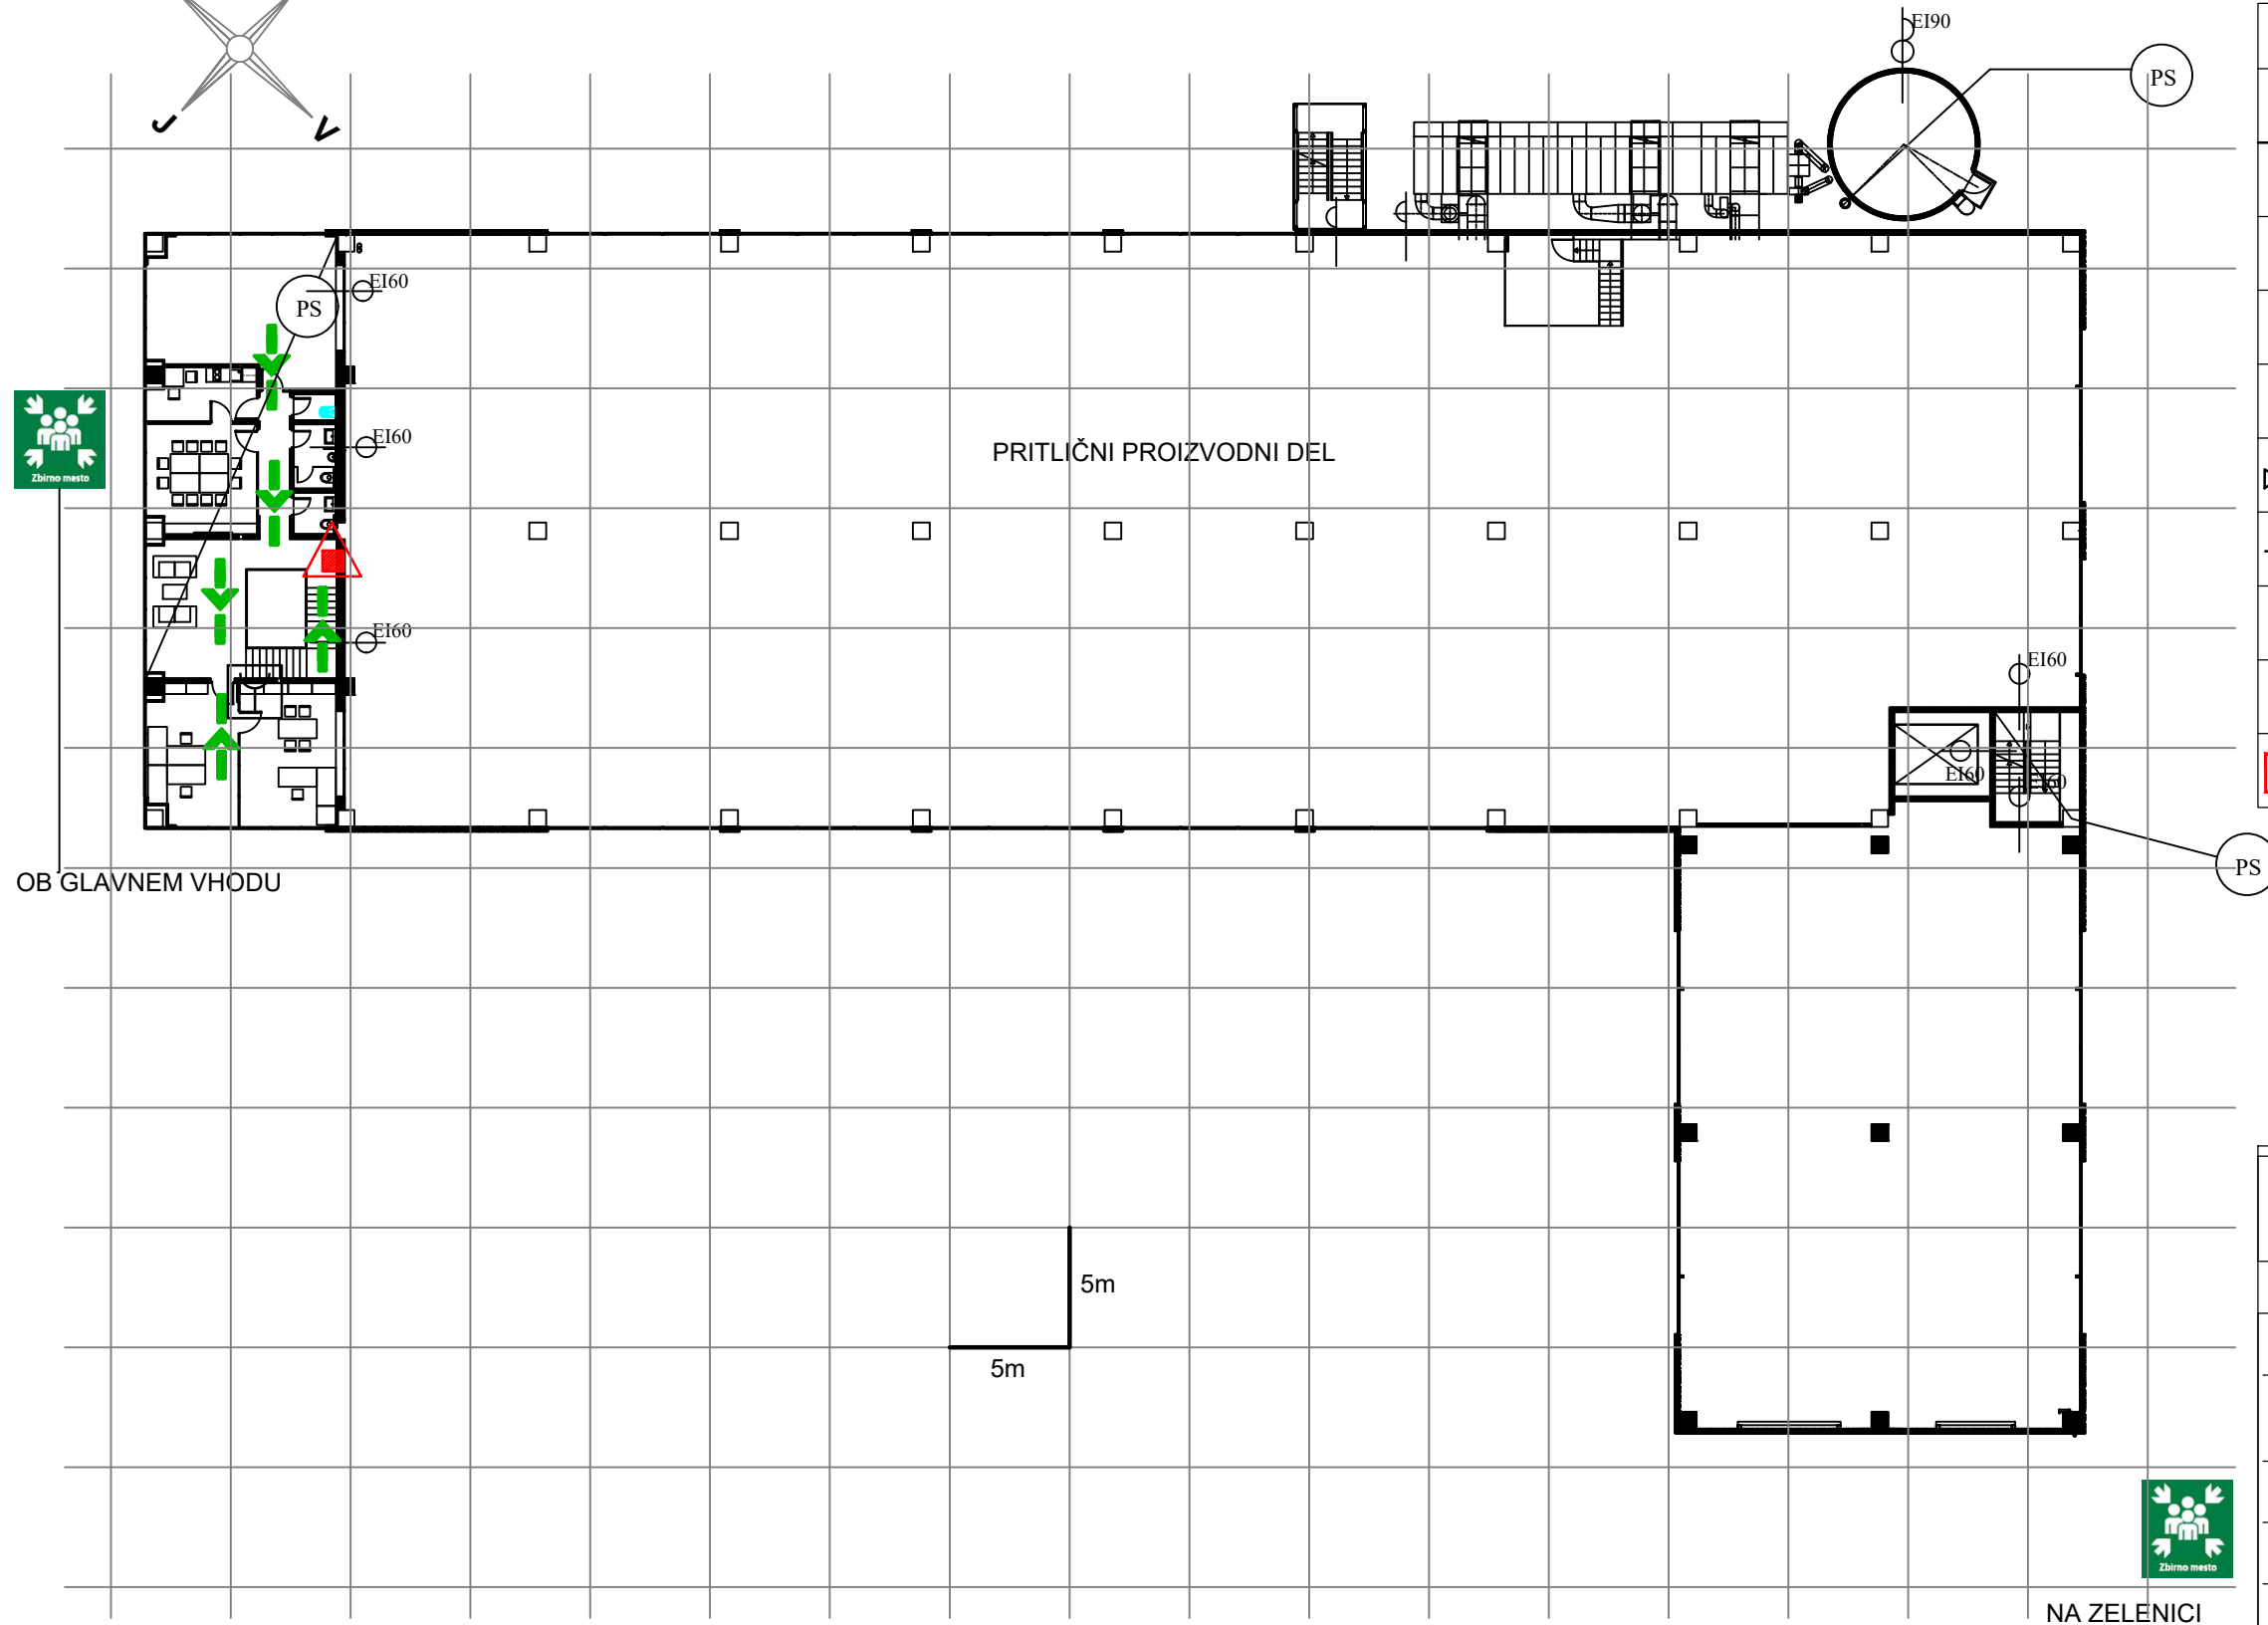 EI90
PS
J
V
EI60
PS
Zbirno mesto
EI60
PRITLIČNI PROIZVODNI DEL
EI60
EI60
EI60
EI60
OB GLAVNEM VHODU
PS
5m
5m
Zbirno mesto
NA ZELENICI